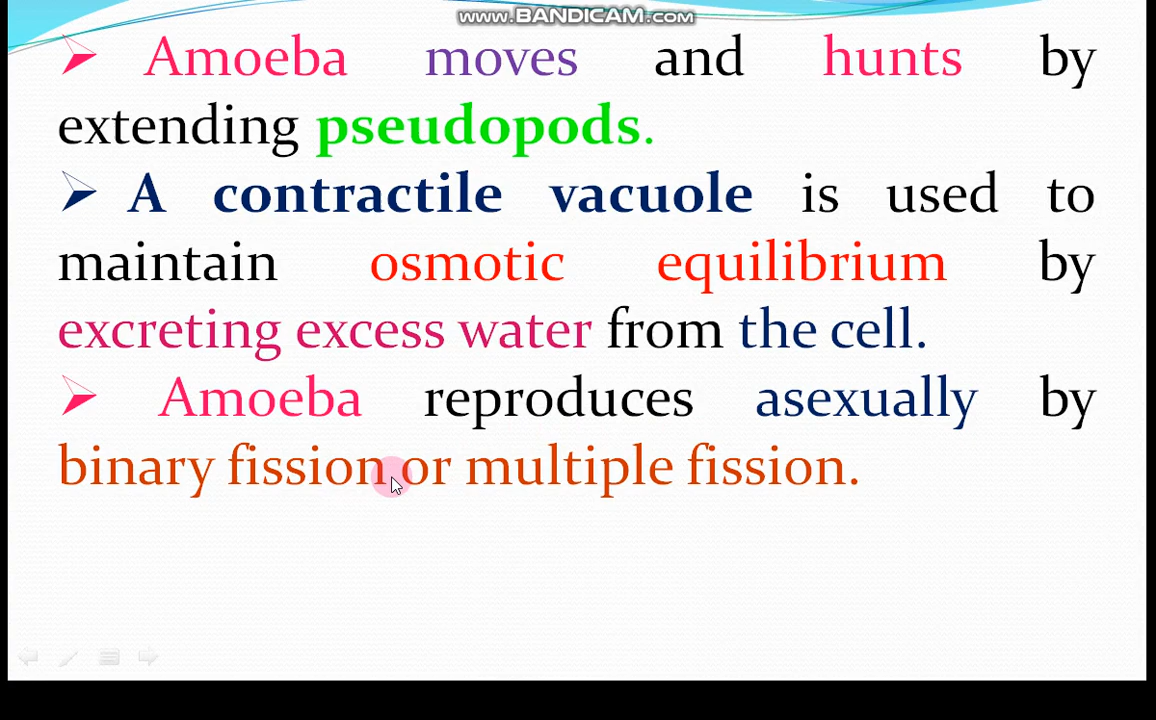 www.BANDICAM.com
➢ Amoeba moves and hunts by
extending pseudopods.
➢ A contractile vacuole is used to
maintain osmotic equilibrium by
excreting excess water from the cell.
➢ Amoeba reproduces asexually by
binary fission or multiple fission.